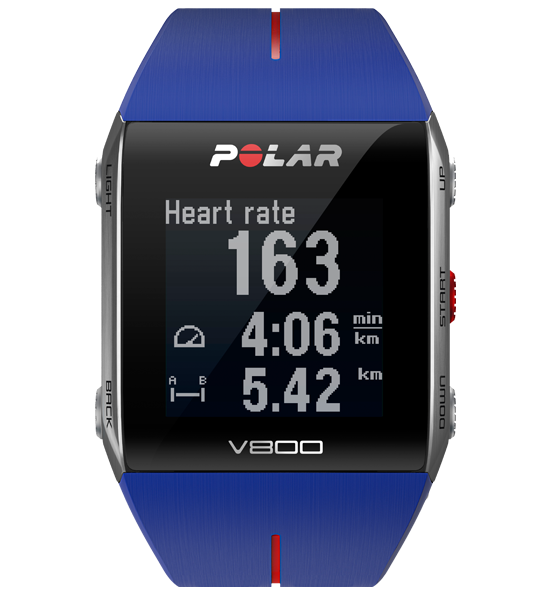 POLAR
LIGHT
UP
Heart rate
163
4:06 min/km
START
A B
5.42 km
BACK
DOWN
V800